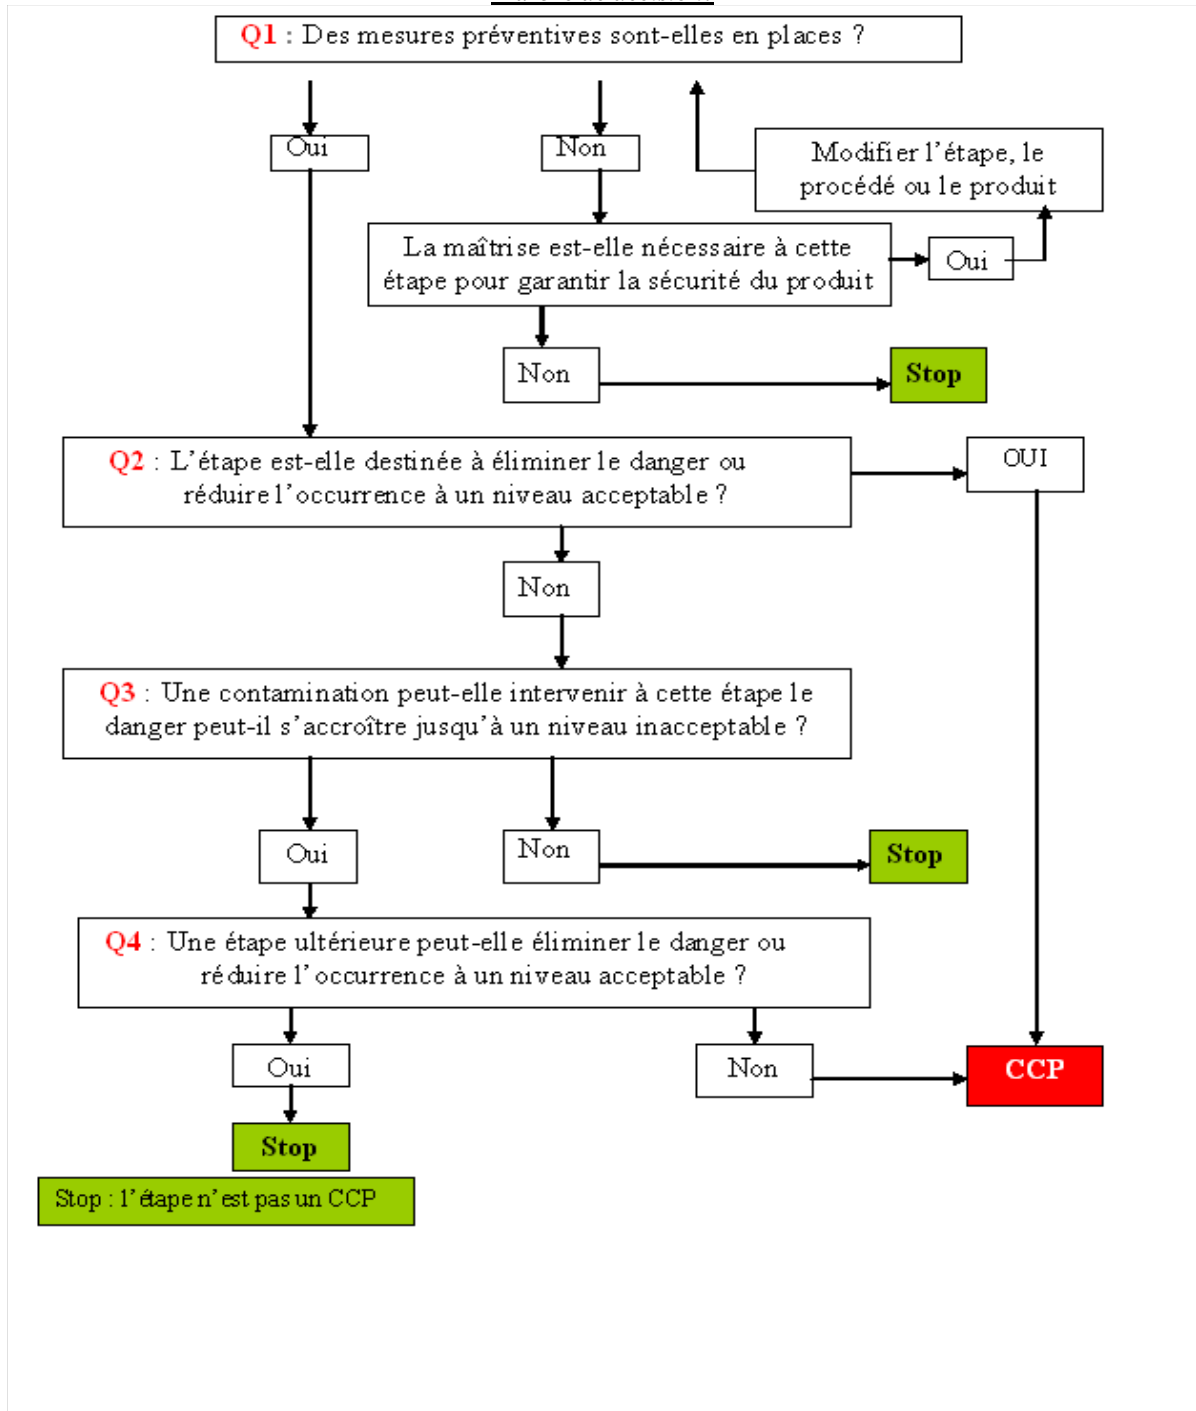 Q1 : Des mesures préventives sont-elles en places ?
Oui
Non
Modifier l'étape, le
procédé ou le produit
La maîtrise est-elle nécessaire à cette
étape pour garantir la sécurité du produit
Oui
Non
Stop
Q2 : L'étape est-elle destinée à éliminer le danger ou
réduire l'occurrence à un niveau acceptable ?
OUI
Non
Q3 : Une contamination peut-elle intervenir à cette étape le
danger peut-il s'accroître jusqu'à un niveau inacceptable ?
Oui
Non
Stop
Q4 : Une étape ultérieure peut-elle éliminer le danger ou
réduire l'occurrence à un niveau acceptable ?
Oui
Non
CCP
Stop
Stop : l'étape n'est pas un CCP